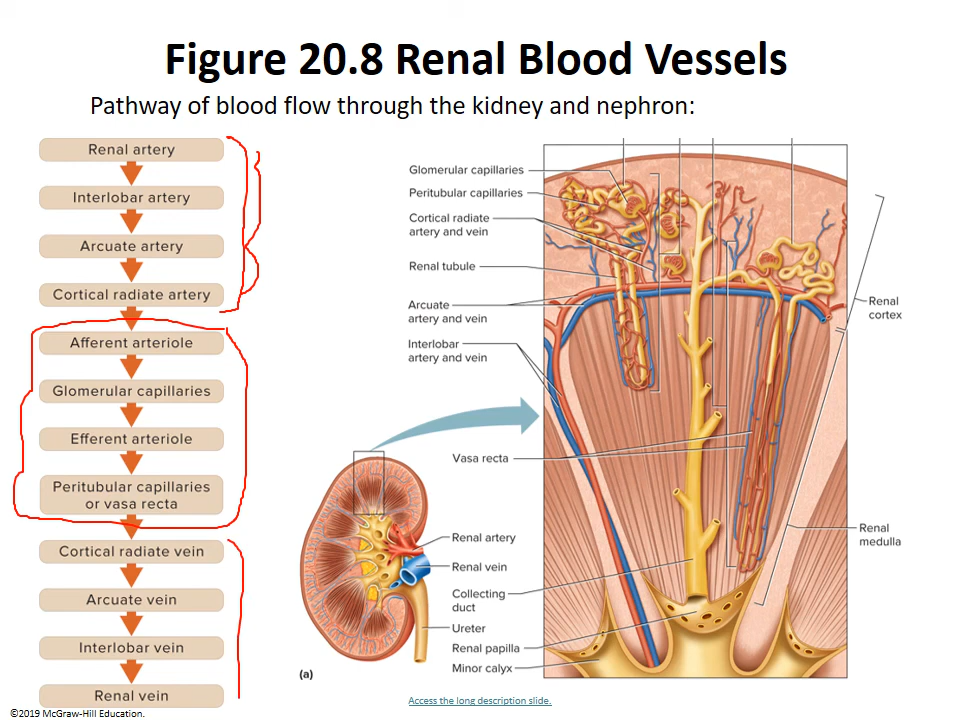 Figure 20.8 Renal Blood Vessels
Pathway of blood flow through the kidney and nephron:
Renal artery
Interlobar artery
Arcuate artery
Cortical radiate artery
Afferent arteriole
Glomerular capillaries
Efferent arteriole
Peritubular capillaries
or vasa recta
Cortical radiate vein
Arcuate vein
Interlobar vein
Renal vein
Glomerular capillaries
Peritubular capillaries
Cortical radiate
artery and vein
Renal tubule
Arcuate
artery and vein
Interlobar
artery and vein
Vasa recta
Renal
cortex
Renal
medulla
Renal artery
Renal vein
Collecting
duct
Ureter
Renal papilla
Minor calyx
(a)
Access the long description slide.
©2019 McGraw-Hill Education.